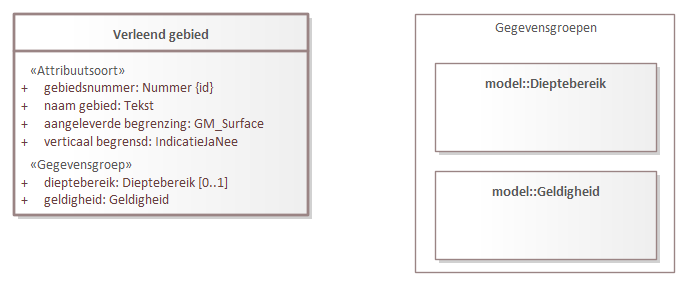 Verleend gebied
«Attribuutsoort»
+ gebiedsnummer: Nummer {id}
+ naam gebied: Tekst
+ aangeleverde begrenzing: GM_Surface
+ verticaal begrensd: IndicatieJaNee
«Gegevensgroep»
+ dieptebereik: Dieptebereik [0..1]
+ geldigheid: Geldigheid
Gegevensgroepen
model::Dieptebereik
model::Geldigheid